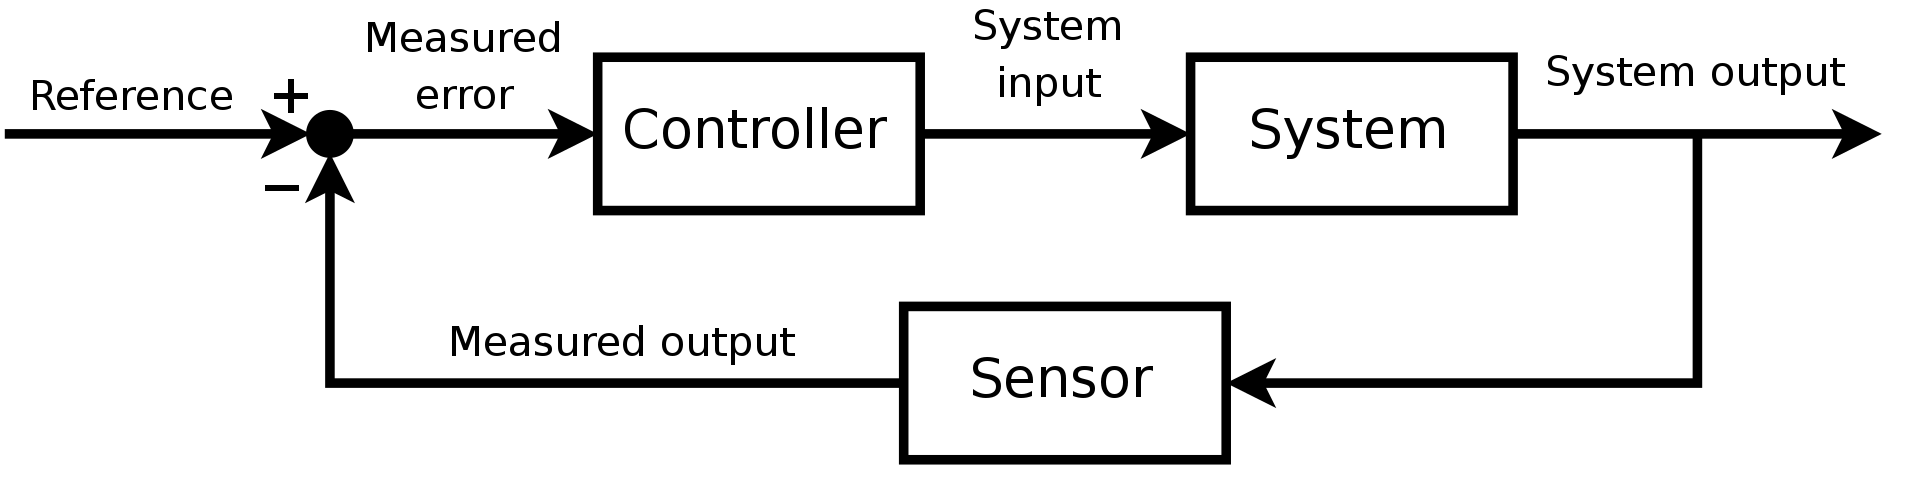 Reference
+
−
Measured
error
Controller
System
input
System
System output
Measured output
Sensor